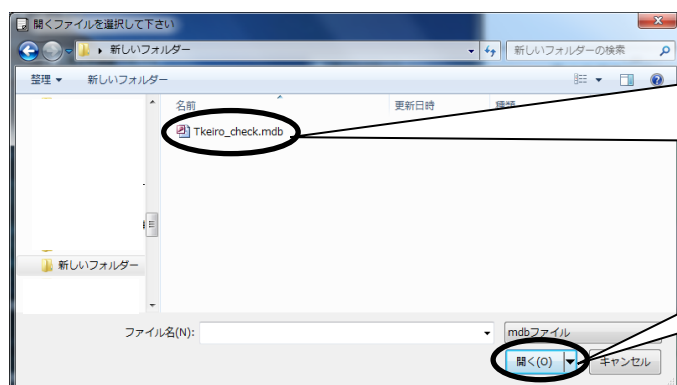 開くファイルを選択して下さい
新しいフォルダー
新しいフォルダーの検索
整理 新しいフォルダー
名前 更新日時 種類
Tkeiro_check.mdb
新しいフォルダー
ファイル名(N):
mdbファイル
開く(O) キャンセル